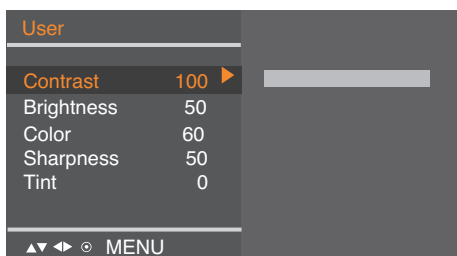 User
Contrast 100
Brightness 50
Color 60
Sharpness 50
Tint 0
▲▼ ◀▶ ⊙ MENU